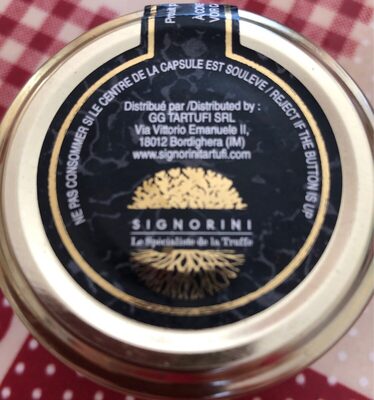 NE PAS CONSOMMER SI LE CENTRE DE LA CAPSULE EST SOULEVE / REJECT IF THE BUTTON IS UP
Distribué par /Distributed by :
GG TARTUFI SRL
Via Vittorio Emanuele II,
18012 Bordighera (IM)
www.signorinitartufi.com
SIGNORINI
Le Spécialiste de la Truffe